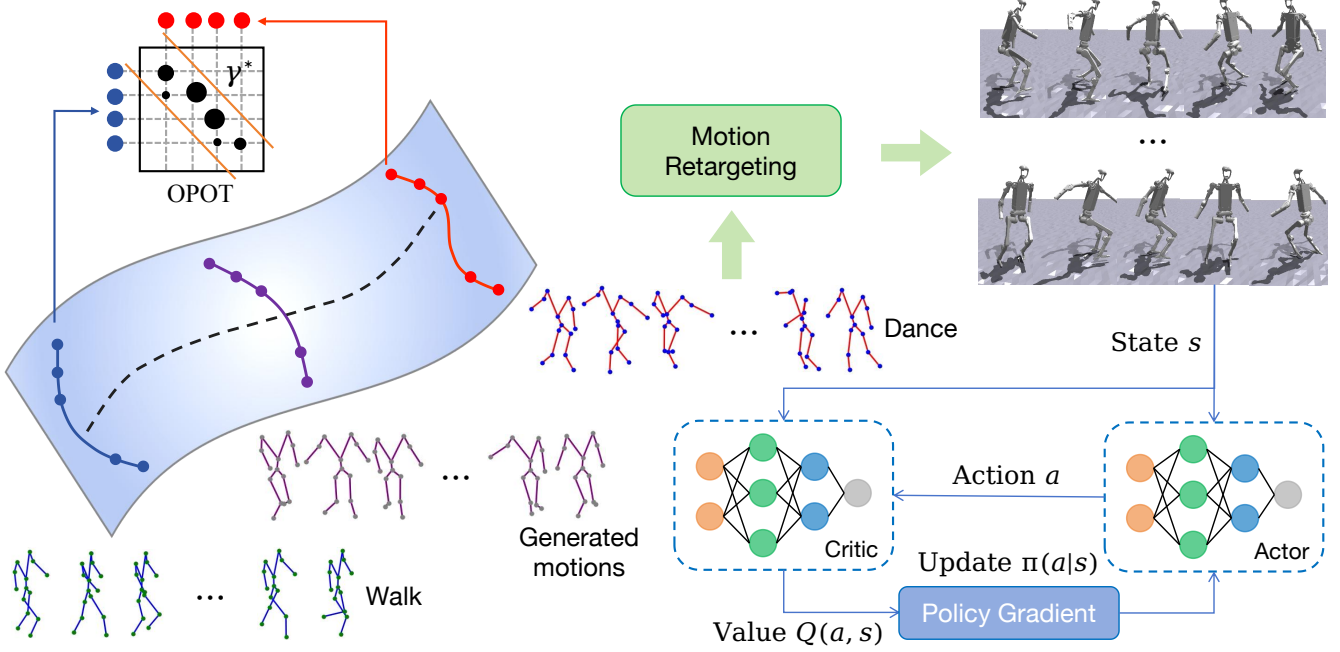 γ*
OPOT
Motion
Retargeting
...
...
Dance
State s
...
Generated
motions
...
Walk
Action a
Critic
Actor
Update π(a|s)
Policy Gradient
Value Q(a, s)